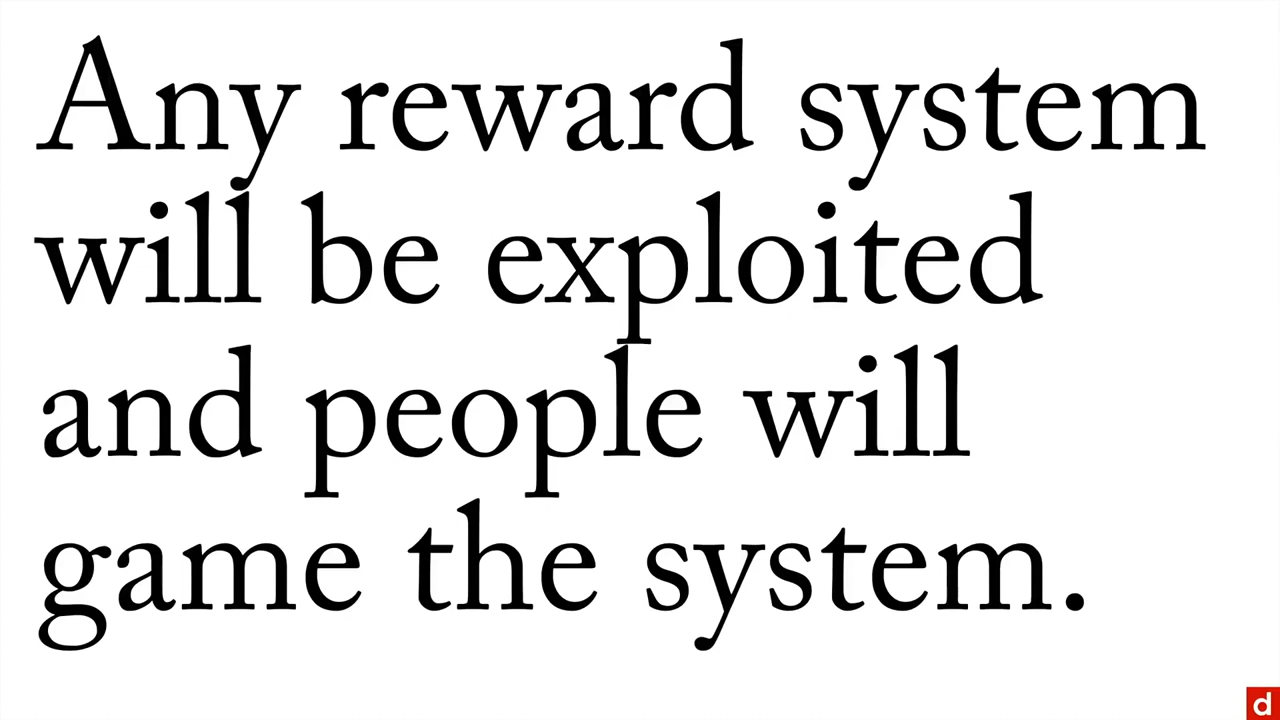 Any reward system
will be exploited
and people will
game the system.
d